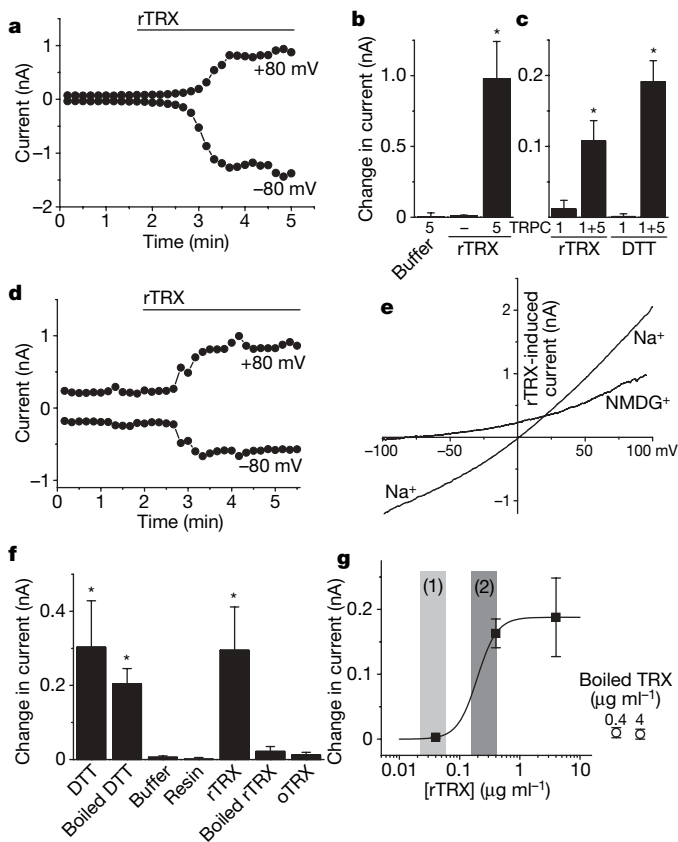 a
rTRX
Current (nA)
1
0
−1
−2
+80 mV
−80 mV
0 1 2 3 4 5
Time (min)
b
Change in current (nA)
1.0
0.5
0
*
5 – 5
Buffer
rTRX
TRPC
c
0.2
0.1
0
* *
1 1+5 1 1+5
rTRX DTT
d
rTRX
Current (nA)
1
0
−1
+80 mV
−80 mV
0 1 2 3 4 5
Time (min)
e
rTRX-induced
current (nA)
2
1
−1
−100 −50 50 100 mV
Na⁺
NMDG⁺
Na⁺
f
Change in current (nA)
0.4
0.2
0
* * *
DTT
Boiled DTT
Buffer
Resin
rTRX
Boiled rTRX
oTRX
g
Change in current (nA)
0.2
0.1
0
(1) (2)
0.01 0.1 1 10
[rTRX] (μg ml⁻¹)
Boiled TRX
(μg ml⁻¹)
0.4 4